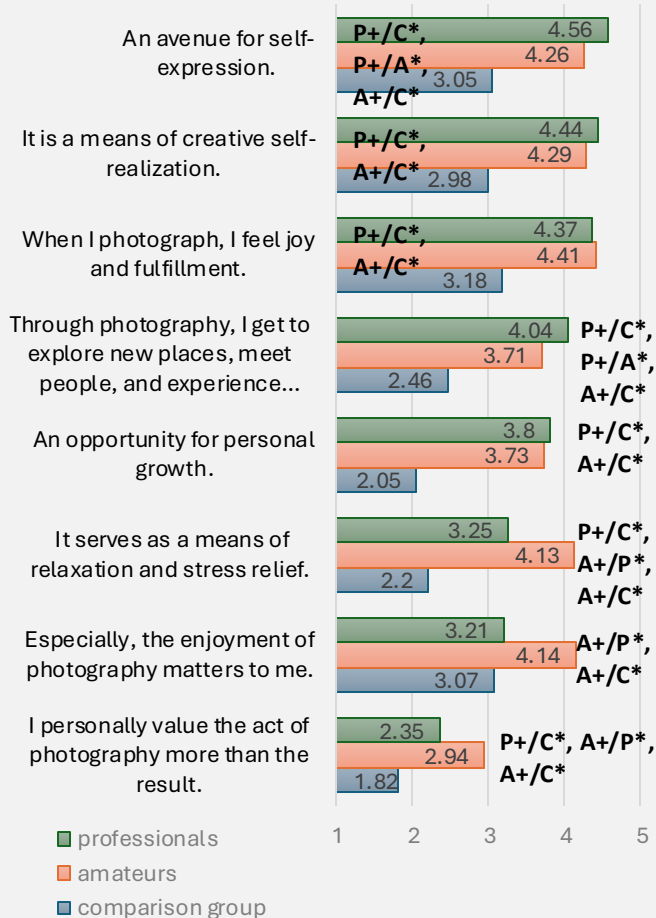 An avenue for self-
expression.
P+/C*,
P+/A*,
A+/C*
4.56
4.26
3.05
It is a means of creative self-
realization.
P+/C*,
A+/C*
4.44
4.29
2.98
When I photograph, I feel joy
and fulfillment.
P+/C*,
A+/C*
4.37
4.41
3.18
Through photography, I get to
explore new places, meet
people, and experience...
4.04
3.71
2.46
P+/C*,
P+/A*,
A+/C*
An opportunity for personal
growth.
3.8
3.73
2.05
P+/C*,
A+/C*
It serves as a means of
relaxation and stress relief.
3.25
4.13
2.2
P+/C*,
A+/P*,
A+/C*
Especially, the enjoyment of
photography matters to me.
3.21
4.14
3.07
A+/P*,
A+/C*
I personally value the act of
photography more than the
result.
2.35
2.94
1.82
P+/C*, A+/P*,
A+/C*
1 2 3 4 5
professionals
amateurs
comparison group